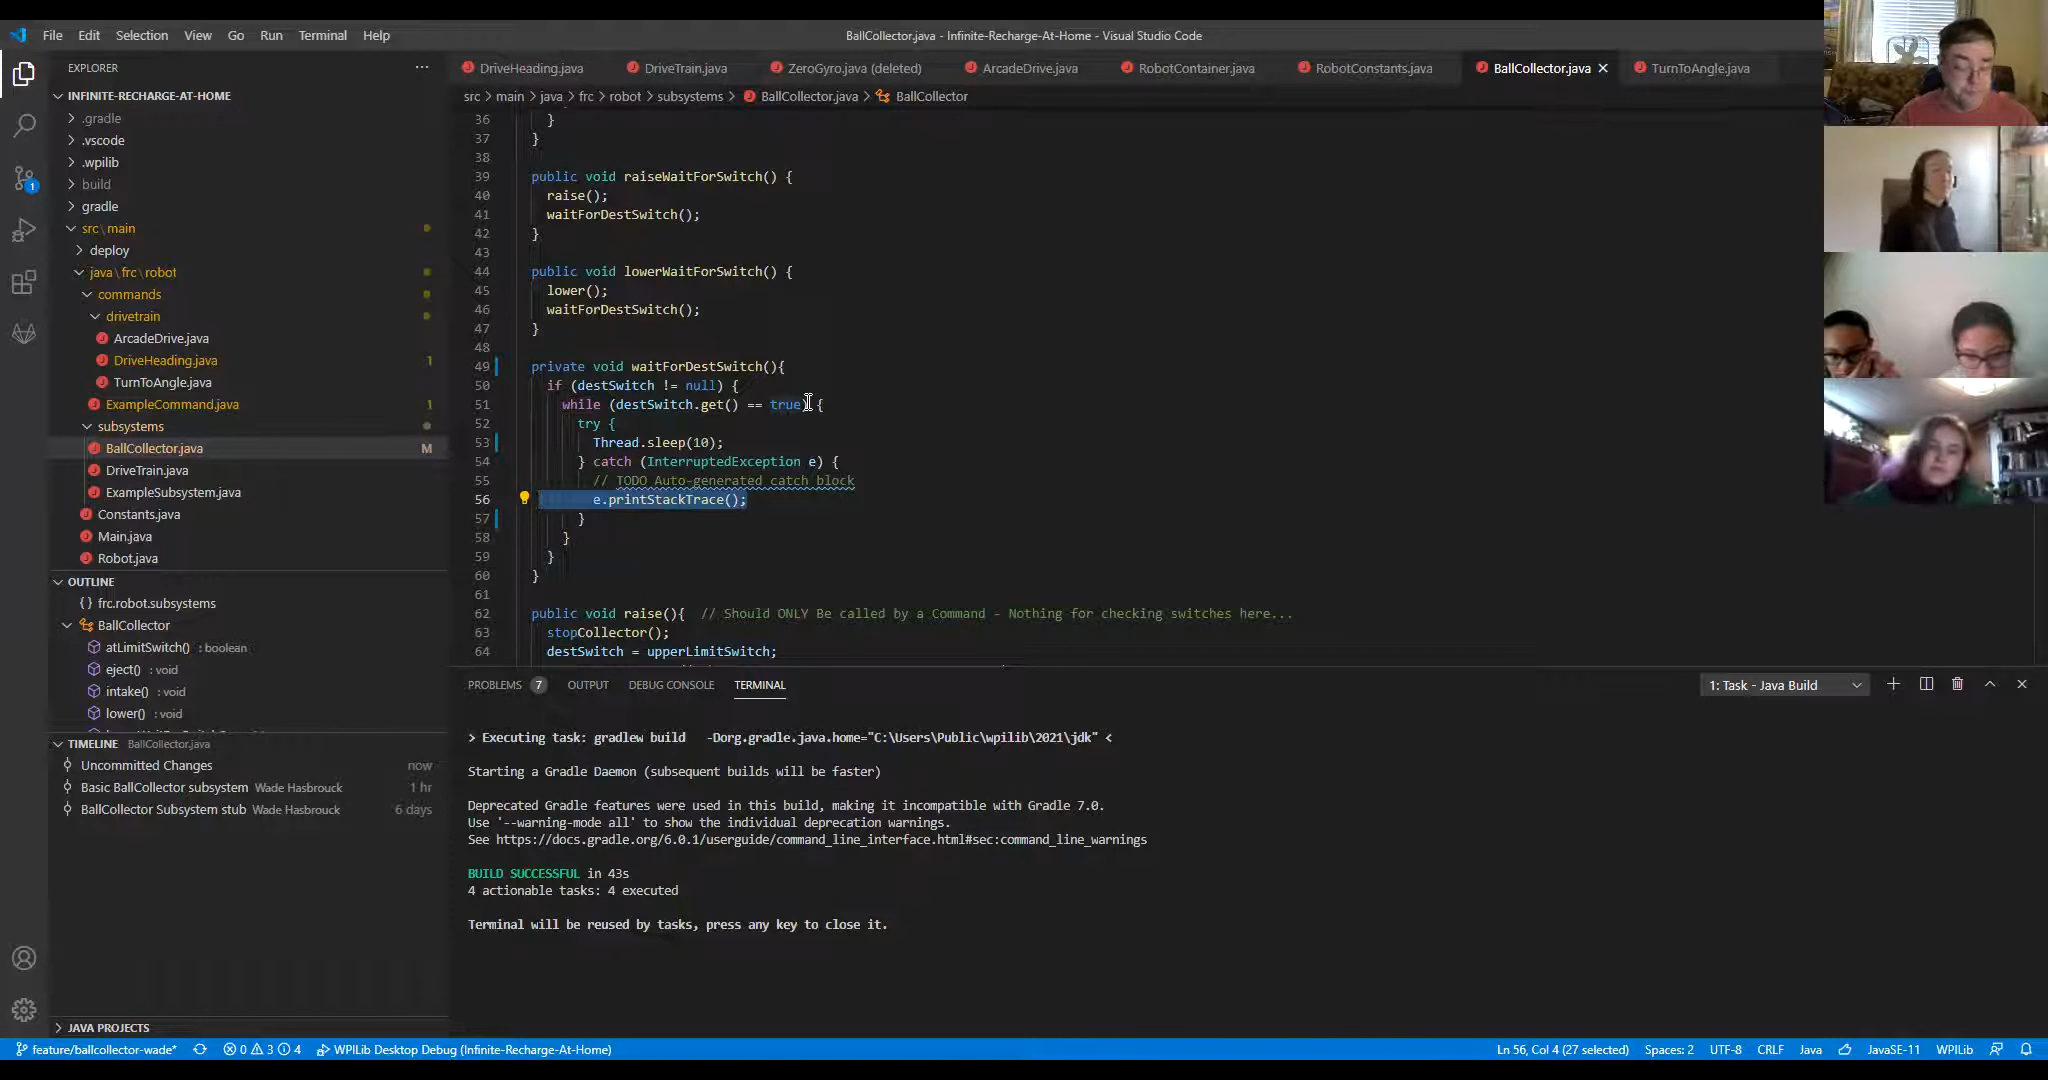 File Edit Selection View Go Run Terminal Help
BallCollector.java - Infinite-Recharge-At-Home - Visual Studio Code
EXPLORER
INFINITE-RECHARGE-AT-HOME
.gradle
.vscode
.wpilib
build
gradle
src\main
deploy
java\frc\robot
commands
drivetrain
ArcadeDrive.java
DriveHeading.java 1
TurnToAngle.java
ExampleCommand.java 1
subsystems
BallCollector.java M
DriveTrain.java
ExampleSubsystem.java
Constants.java
Main.java
Robot.java
OUTLINE
{} frc.robot.subsystems
BallCollector
atLimitSwitch() : boolean
eject() : void
intake() : void
lower() : void
TIMELINE BallCollector.java
Uncommitted Changes now
Basic BallCollector subsystem Wade Hasbrouck 1 hr
BallCollector Subsystem stub Wade Hasbrouck 6 days
JAVA PROJECTS
DriveHeading.java DriveTrain.java ZeroGyro.java (deleted) ArcadeDrive.java RobotContainer.java RobotConstants.java BallCollector.java TurnToAngle.java
src > main > java > frc > robot > subsystems > BallCollector.java > BallCollector
36 }
37 }
38
39 public void raiseWaitForSwitch() {
40 raise();
41 waitForDestSwitch();
42 }
43
44 public void lowerWaitForSwitch() {
45 lower();
46 waitForDestSwitch();
47 }
48
49 private void waitForDestSwitch(){
50 if (destSwitch != null) {
51 while (destSwitch.get() == true) {
52 try {
53 Thread.sleep(10);
54 } catch (InterruptedException e) {
55 // TODO Auto-generated catch block
56 e.printStackTrace();
57 }
58 }
59 }
60 }
61
62 public void raise(){ // Should ONLY Be called by a Command - Nothing for checking switches here...
63 stopCollector();
64 destSwitch = upperLimitSwitch;
PROBLEMS 7 OUTPUT DEBUG CONSOLE TERMINAL 1: Task - Java Build
> Executing task: gradlew build -Dorg.gradle.java.home="C:\Users\Public\wpilib\2021\jdk" <
Starting a Gradle Daemon (subsequent builds will be faster)
Deprecated Gradle features were used in this build, making it incompatible with Gradle 7.0.
Use '--warning-mode all' to show the individual deprecation warnings.
See https://docs.gradle.org/6.0.1/userguide/command_line_interface.html#sec:command_line_warnings
BUILD SUCCESSFUL in 43s
4 actionable tasks: 4 executed
Terminal will be reused by tasks, press any key to close it.
1
feature/ballcollector-wade* 0 3 4 WPILib Desktop Debug (Infinite-Recharge-At-Home) Ln 56, Col 4 (27 selected) Spaces: 2 UTF-8 CRLF Java JavaSE-11 WPILib